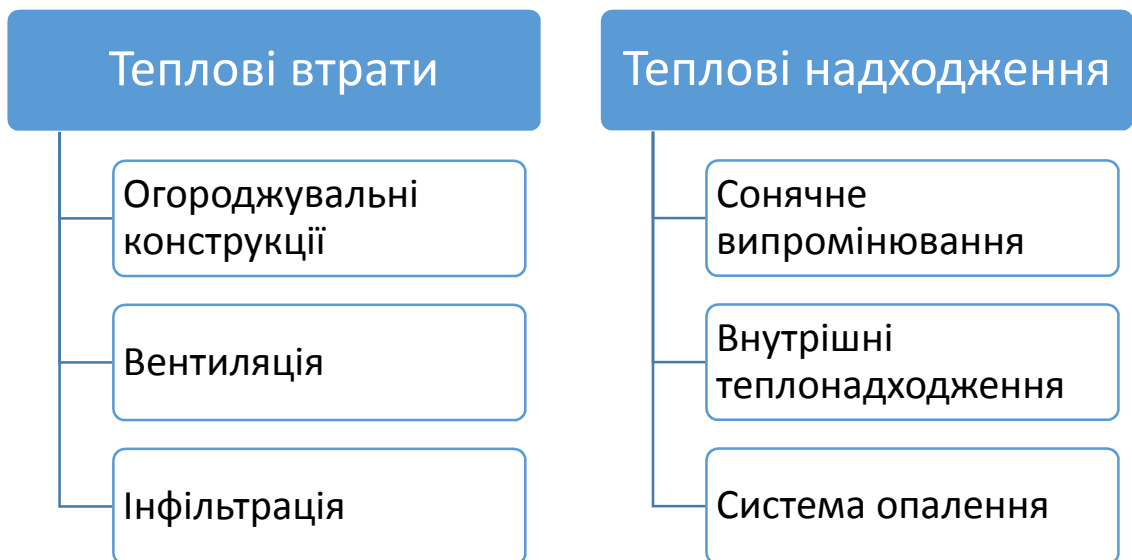 Теплові втрати
Огороджувальні
конструкції
Вентиляція
Інфільтрація
Теплові надходження
Сонячне
випромінювання
Внутрішні
теплонадходження
Система опалення